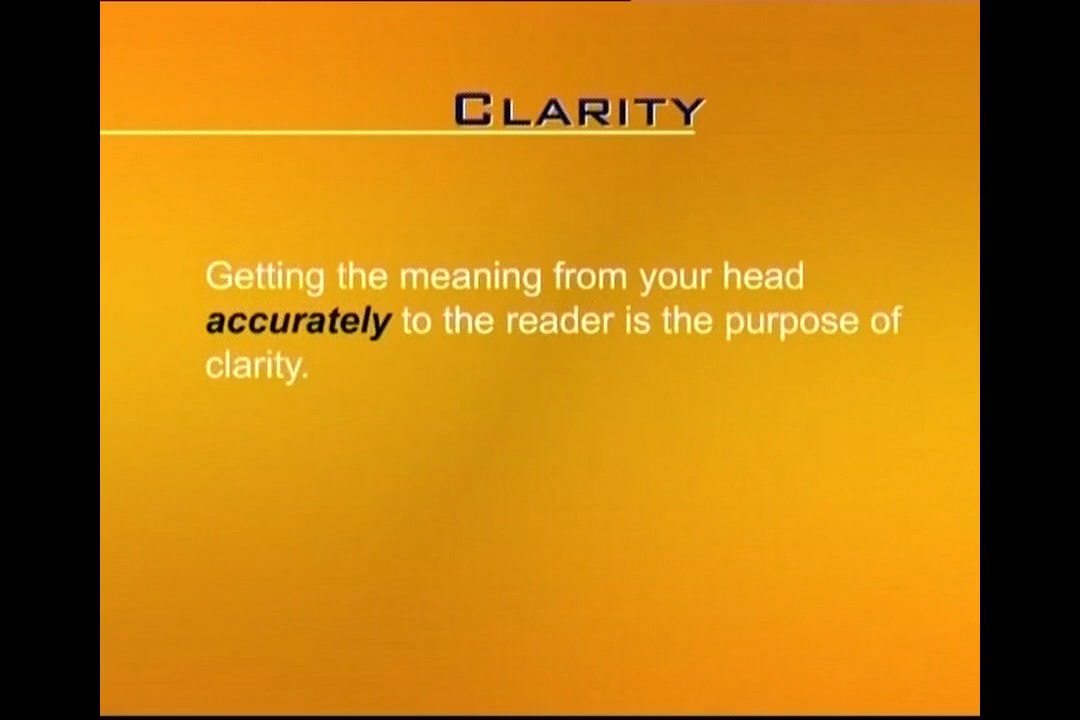 CLARITY
Getting the meaning from your head
accurately to the reader is the purpose of
clarity.